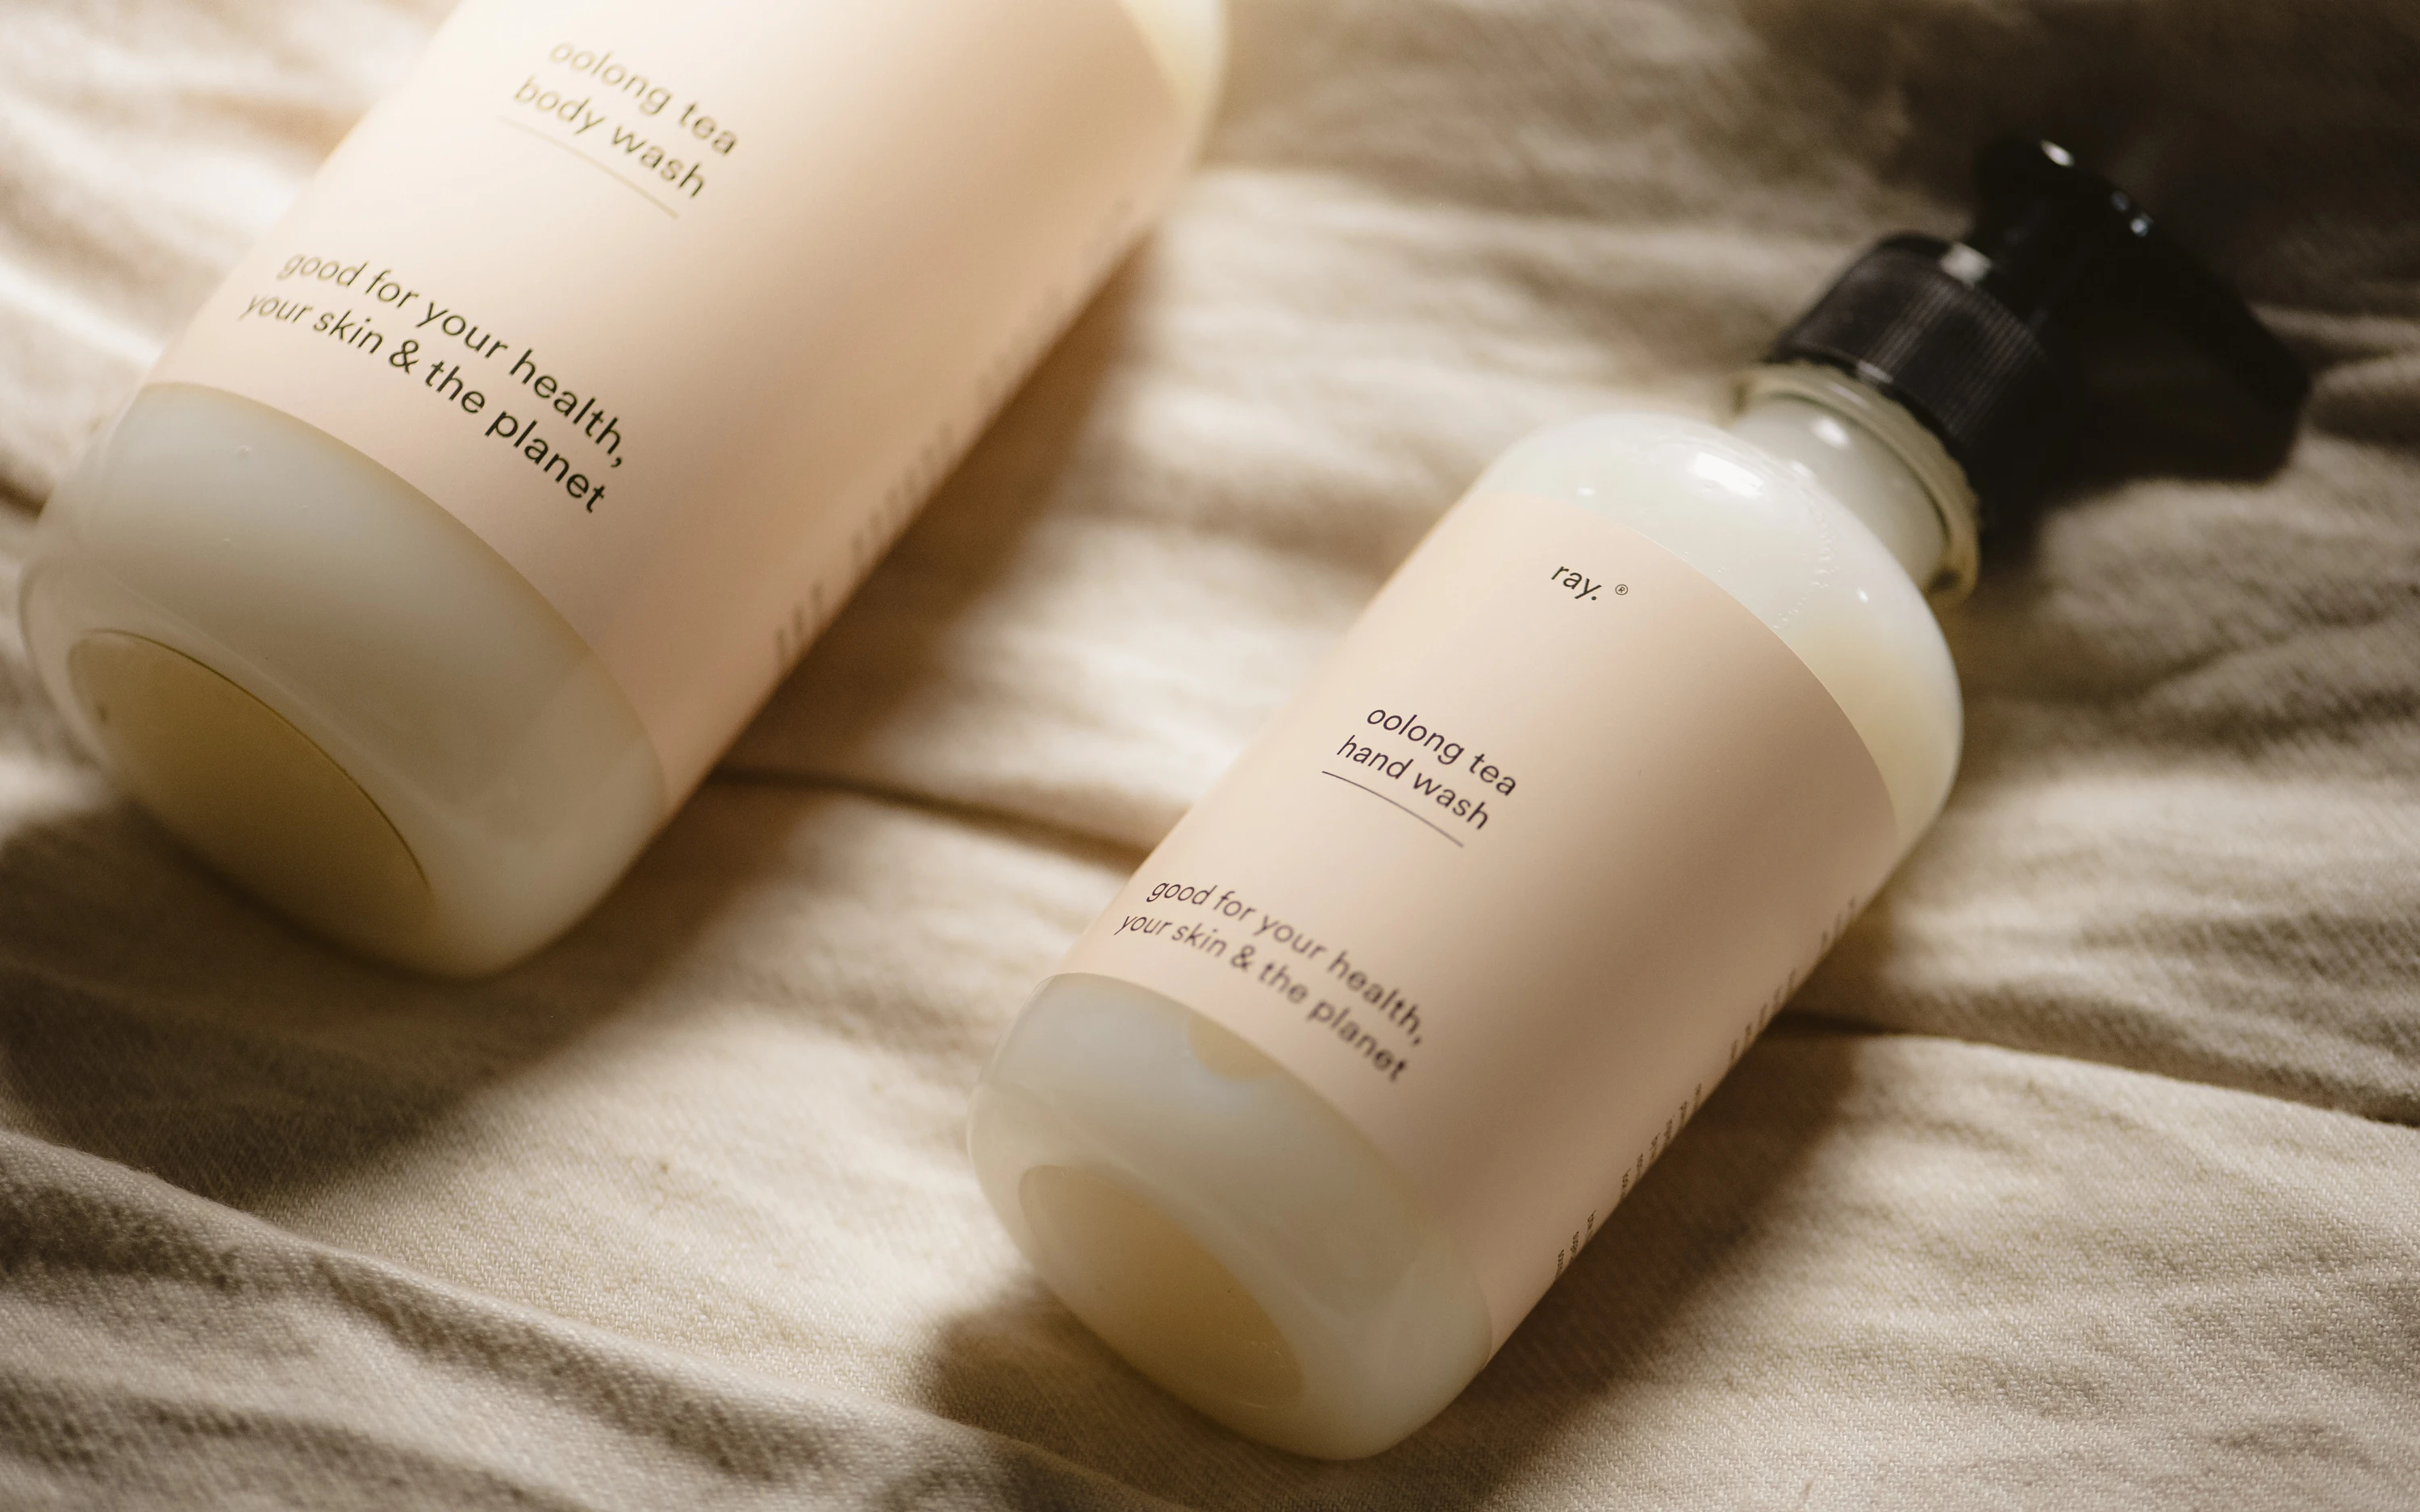 oolong tea
body wash
good for your health,
your skin & the planet
ray. ®
oolong tea
hand wash
good for your health,
your skin & the planet